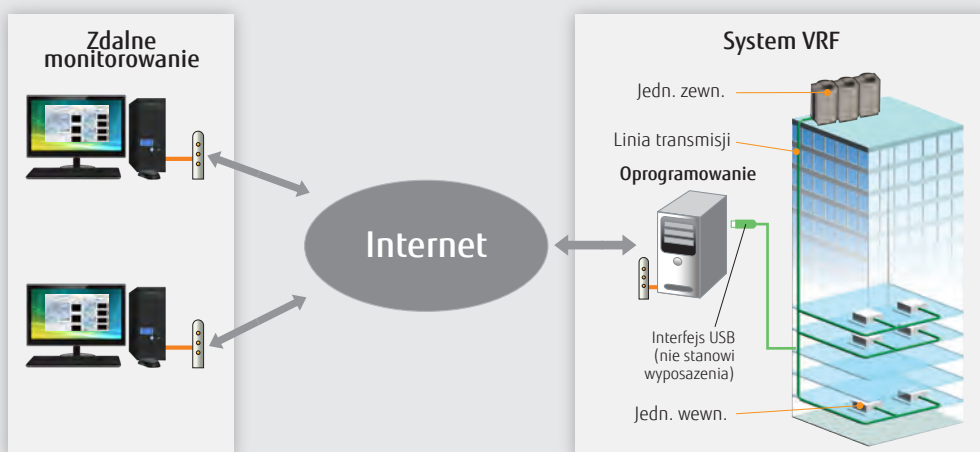 Zdalne
monitorowanie
Internet
System VRF
Jedn. zewn.
Linia transmisji
Oprogramowanie
Interfejs USB
(nie stanowi
wyposazenia)
Jedn. wewn.